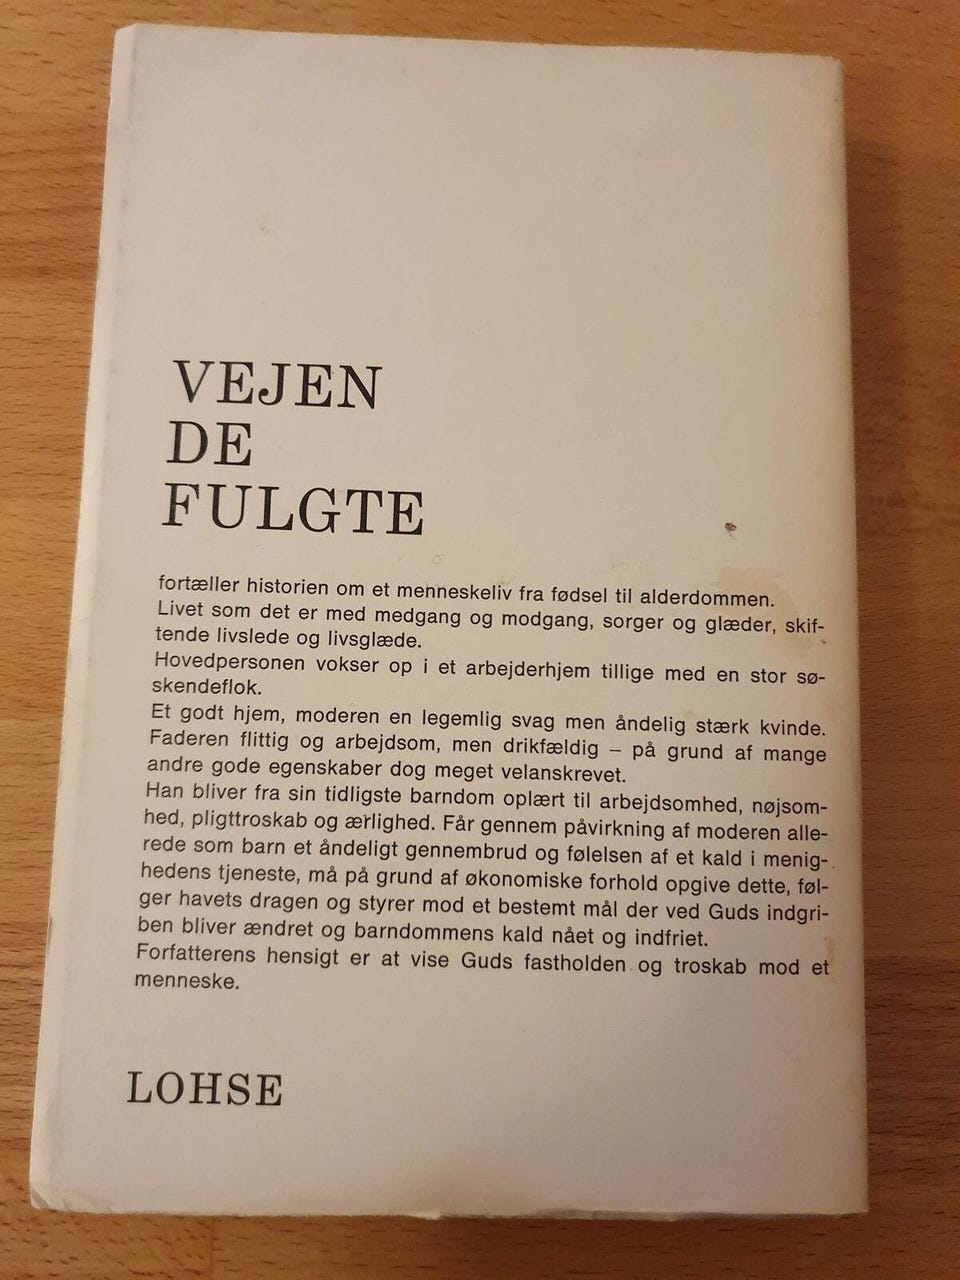 VEJEN
DE
FULGTE
fortæller historien om et menneskeliv fra fødsel til alderdommen.
Livet som det er med medgang og modgang, sorger og glæder, skif-
tende livslede og livsglæde.
Hovedpersonen vokser op i et arbejderhjem tillige med en stor sø-
skendeflok.
Et godt hjem, moderen en legemlig svag men åndelig stærk kvinde.
Faderen flittig og arbejdsom, men drikfældig – på grund af mange
andre gode egenskaber dog meget velanskrevet.
Han bliver fra sin tidligste barndom oplært til arbejdsomhed, nøjsom-
hed, pligttroskab og ærlighed. Får gennem påvirkning af moderen alle-
rede som barn et åndeligt gennembrud og følelsen af et kald i menig-
hedens tjeneste, må på grund af økonomiske forhold opgive dette, føl-
ger havets dragen og styrer mod et bestemt mål der ved Guds indgri-
ben bliver ændret og barndommens kald nået og indfriet.
Forfatterens hensigt er at vise Guds fastholden og troskab mod et
menneske.
LOHSE